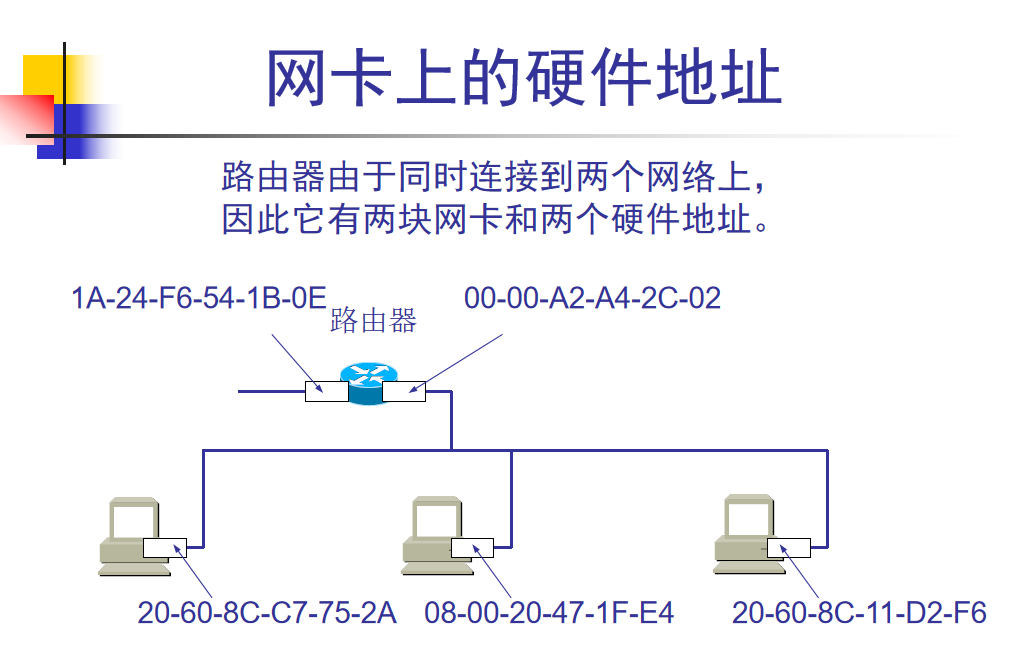 网卡上的硬件地址
路由器由于同时连接到两个网络上，
因此它有两块网卡和两个硬件地址。
1A-24-F6-54-1B-0E
路由器
00-00-A2-A4-2C-02
20-60-8C-C7-75-2A
08-00-20-47-1F-E4
20-60-8C-11-D2-F6